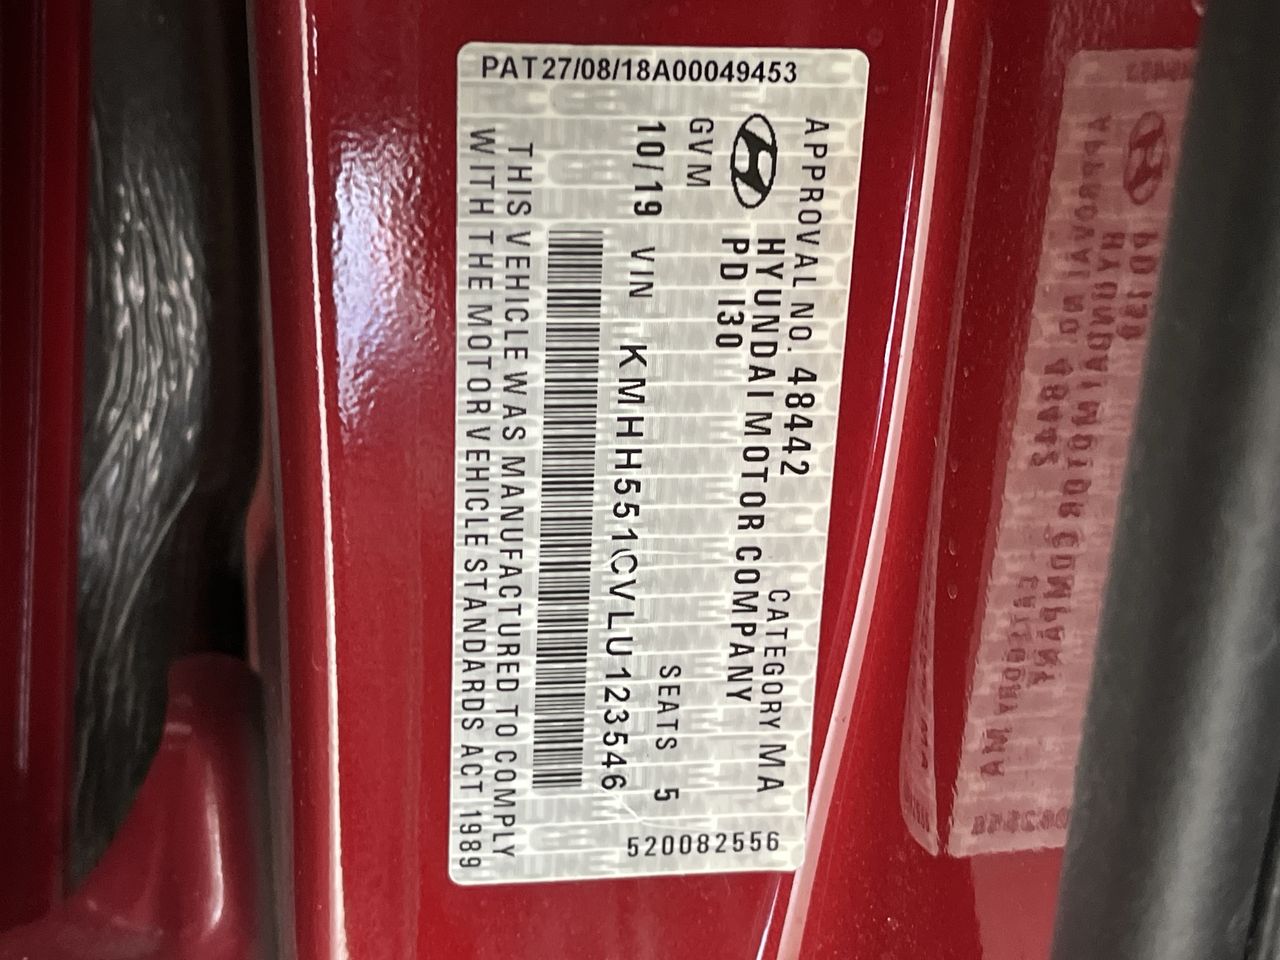 PAT27/08/18A00049453
APPROVAL NO. 48442 CATEGORY MA
HYUNDAI MOTOR COMPANY
PD I30
GVM
10/19 VIN KMHH551CVLU123546 SEATS 5
THIS VEHICLE WAS MANUFACTURED TO COMPLY
WITH THE MOTOR VEHICLE STANDARDS ACT 1989
520082556